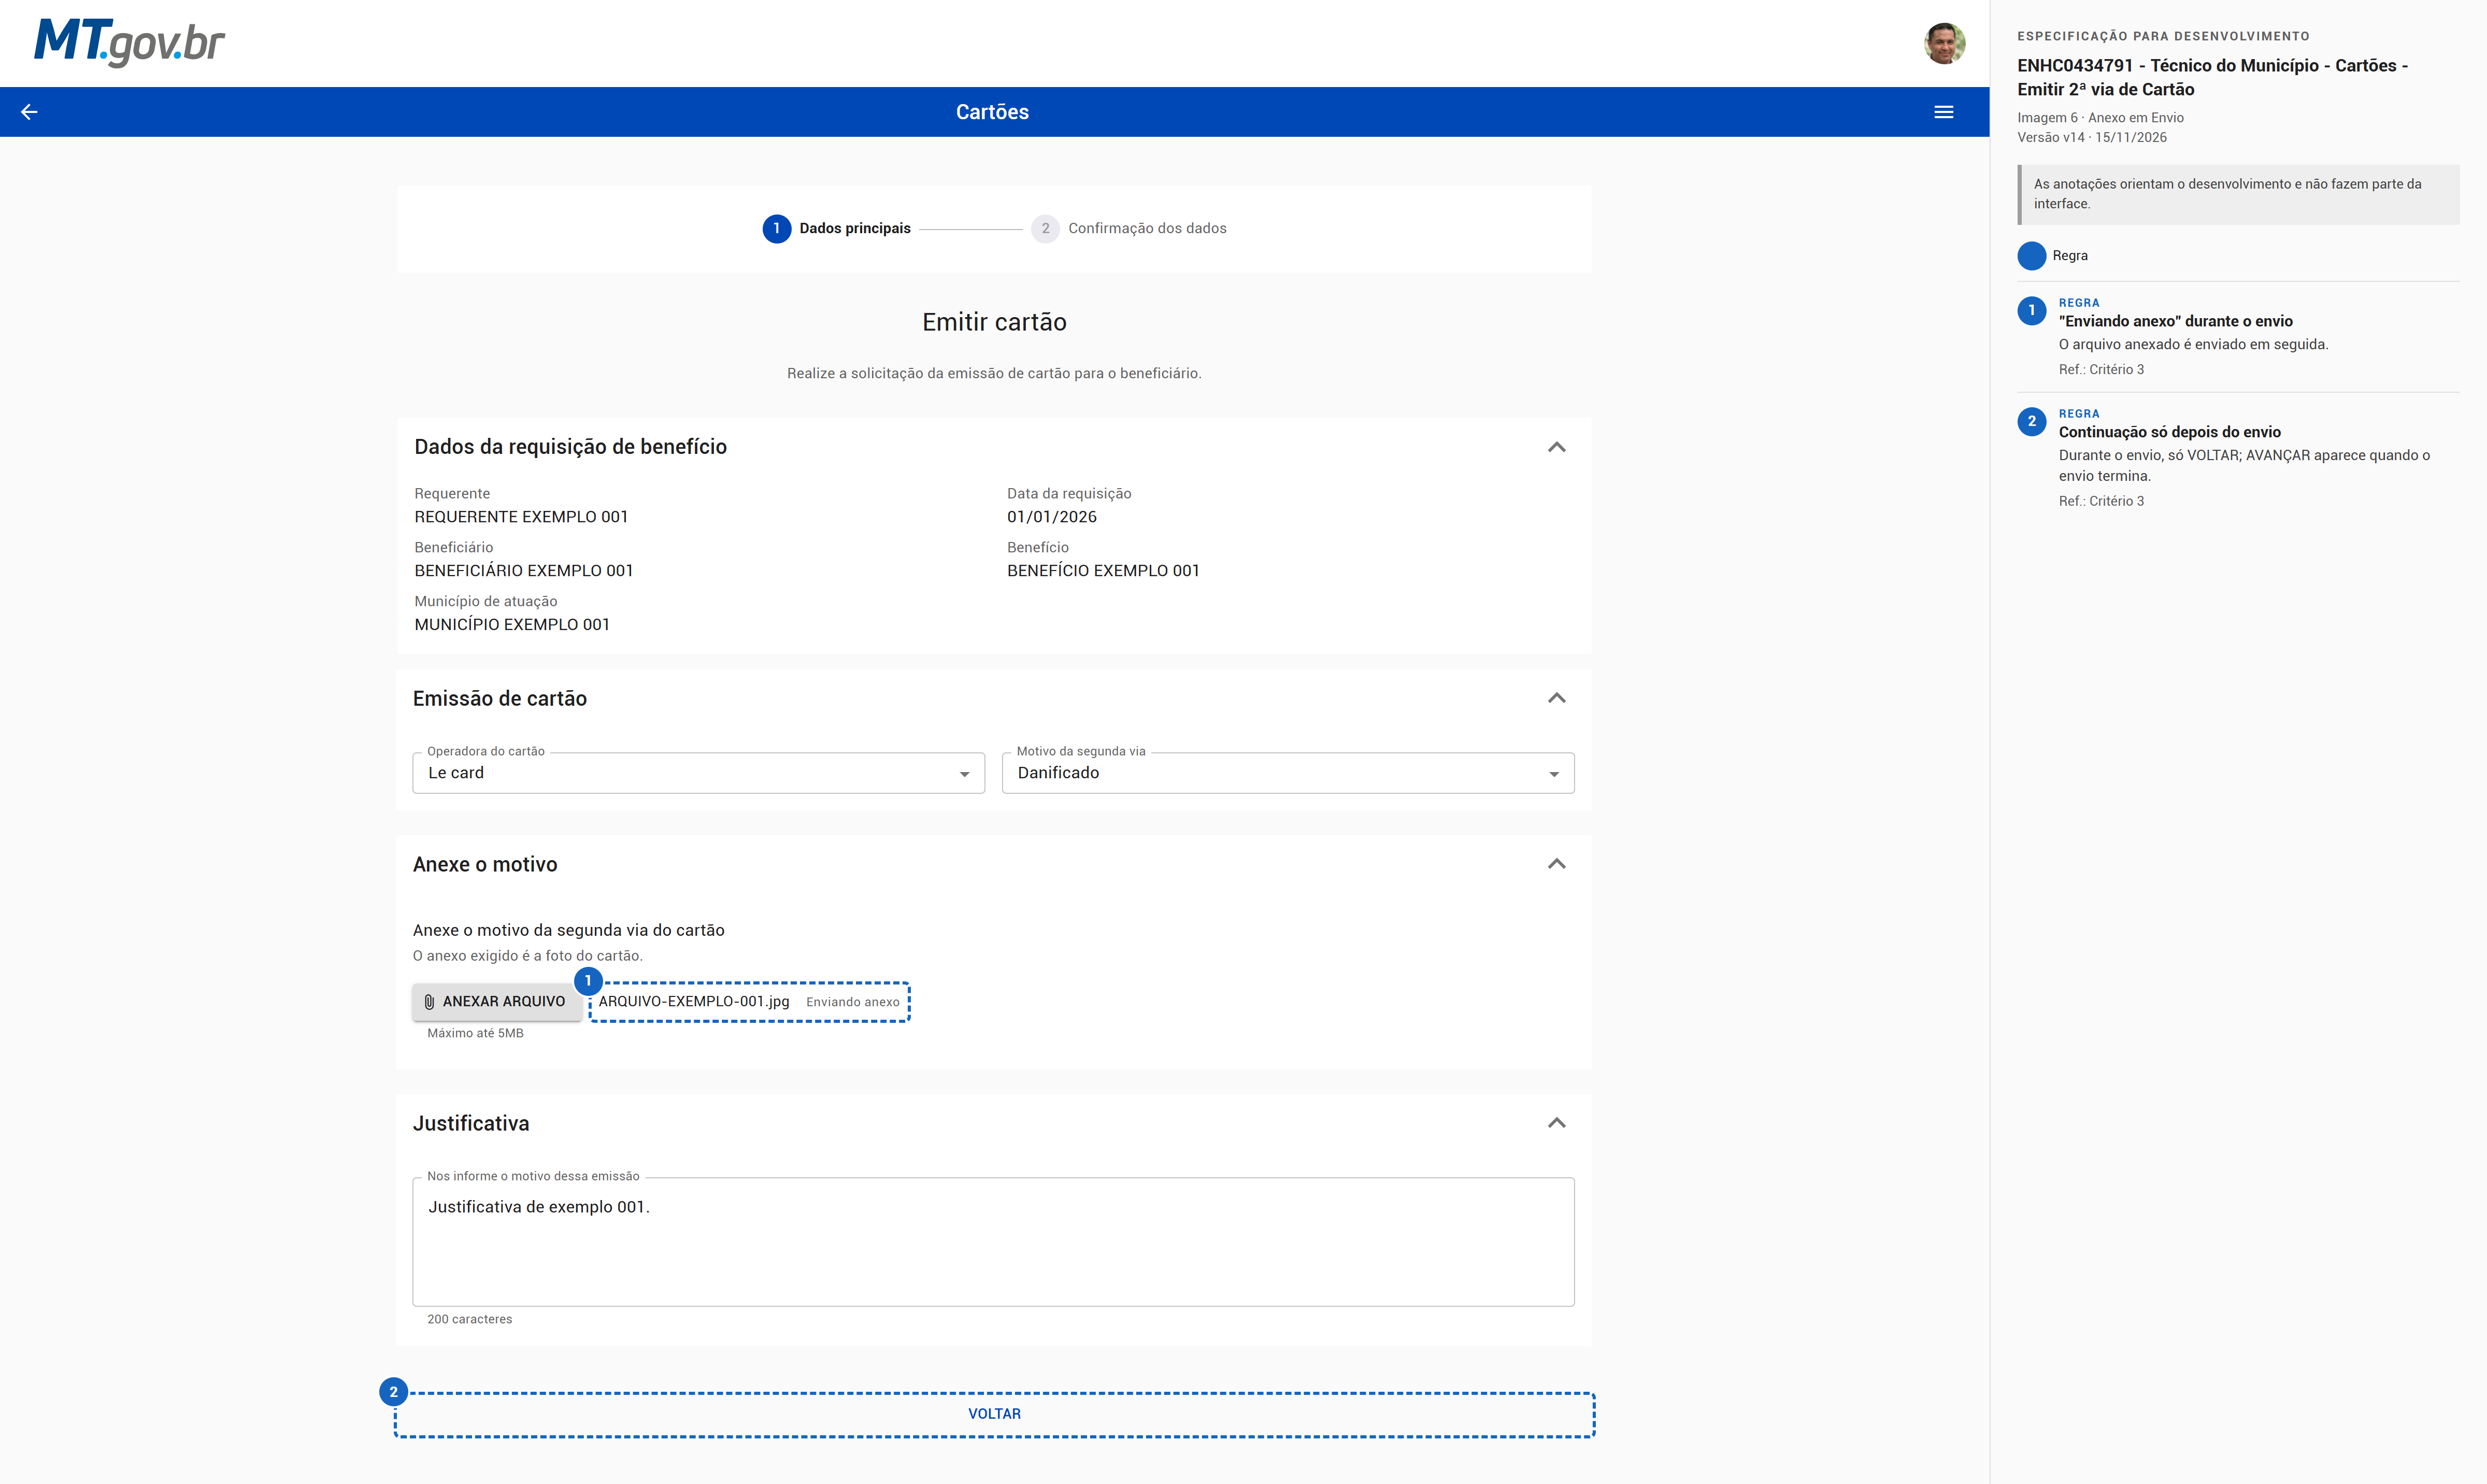 MT.gov.br
Cartões
1 Dados principais
2 Confirmação dos dados
Emitir cartão
Realize a solicitação da emissão de cartão para o beneficiário.
Dados da requisição de benefício
Requerente
REQUERENTE EXEMPLO 001
Data da requisição
01/01/2026
Beneficiário
BENEFICIÁRIO EXEMPLO 001
Benefício
BENEFÍCIO EXEMPLO 001
Município de atuação
MUNICÍPIO EXEMPLO 001
Emissão de cartão
Operadora do cartão
Le card
Motivo da segunda via
Danificado
Anexe o motivo
Anexe o motivo da segunda via do cartão
O anexo exigido é a foto do cartão.
1
ANEXAR ARQUIVO
ARQUIVO-EXEMPLO-001.jpg Enviando anexo
Máximo até 5MB
Justificativa
Nos informe o motivo dessa emissão
Justificativa de exemplo 001.
200 caracteres
2
VOLTAR
ESPECIFICAÇÃO PARA DESENVOLVIMENTO
ENHC0434791 - Técnico do Município - Cartões -
Emitir 2ª via de Cartão
Imagem 6 · Anexo em Envio
Versão v14 · 15/11/2026
As anotações orientam o desenvolvimento e não fazem parte da
interface.
Regra
1 REGRA
"Enviando anexo" durante o envio
O arquivo anexado é enviado em seguida.
Ref.: Critério 3
2 REGRA
Continuação só depois do envio
Durante o envio, só VOLTAR; AVANÇAR aparece quando o
envio termina.
Ref.: Critério 3